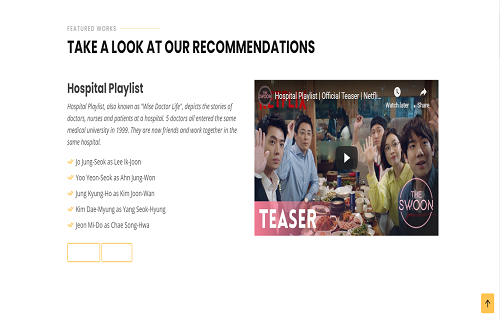 FEATURED WORKS
TAKE A LOOK AT OUR RECOMMENDATIONS
Hospital Playlist
Hospital Playlist, also known as "Wise Doctor Life", depicts the stories of
doctors, nurses and patients at a hospital. 5 doctors all entered the same
medical university in 1999. They are now friends and work together in the
same hospital.
Jo Jung-Seok as Lee Ik-Joon
Yoo Yeon-Seok as Ahn Jung-Won
Jung Kyung-Ho as Kim Joon-Wan
Kim Dae-Myung as Yang Seok-Hyung
Jeon Mi-Do as Chae Song-Hwa
Hospital Playlist | Official Teaser | Netfli...
Watch later
Share
TEASER
THE
SWOON